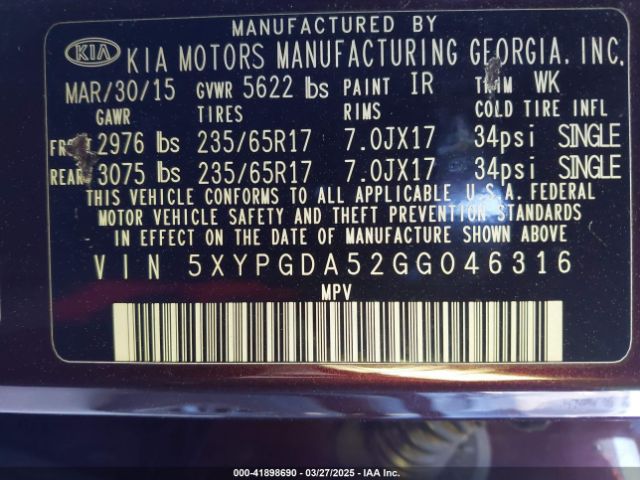 MANUFACTURED BY
KIA KIA MOTORS MANUFACTURING GEORGIA, INC.
MAR/30/15 GVWR 5622 lbs PAINT IR TRIM WK
GAWR TIRES RIMS COLD TIRE INFL
FRONT 2976 lbs 235/65R17 7.0JX17 34psi SINGLE
REAR 3075 lbs 235/65R17 7.0JX17 34psi SINGLE
THIS VEHICLE CONFORMS TO ALL APPLICABLE U.S.A. FEDERAL
MOTOR VEHICLE SAFETY AND THEFT PREVENTION STANDARDS
IN EFFECT ON THE DATE OF MANUFACTURE SHOWN ABOVE
VIN 5XYPGDA52GG046316
MPV
000-41898690 - 03/27/2025 - IAA Inc.